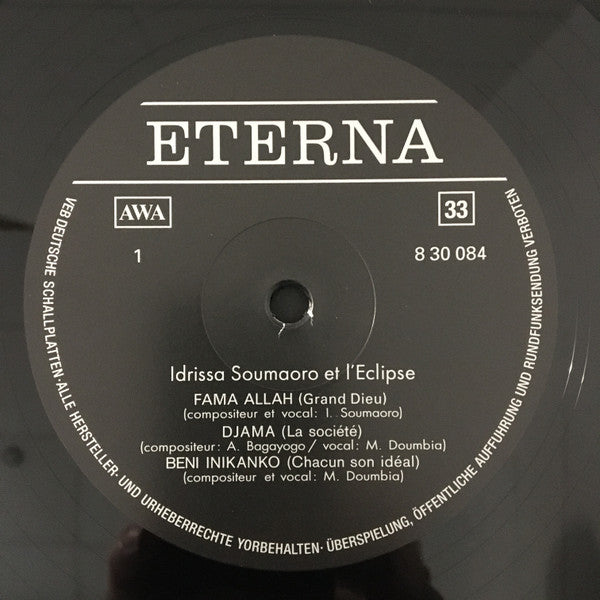 ETERNA
AWA
33
1
8 30 084
Idrissa Soumaoro et l'Eclipse
FAMA ALLAH (Grand Dieu)
(compositeur et vocal: I. Soumaoro)
DJAMA (La société)
(compositeur: A. Bagayogo / vocal: M. Doumbia)
BENI INIKANKO (Chacun son idéal)
(compositeur et vocal: M. Doumbia)
VEB DEUTSCHE SCHALLPLATTEN·ALLE HERSTELLER- UND URHEBERRECHTE VORBEHALTEN· ÜBERSPIELUNG, ÖFFENTLICHE AUFFÜHRUNG UND RUNDFUNKSENDUNG VERBOTEN